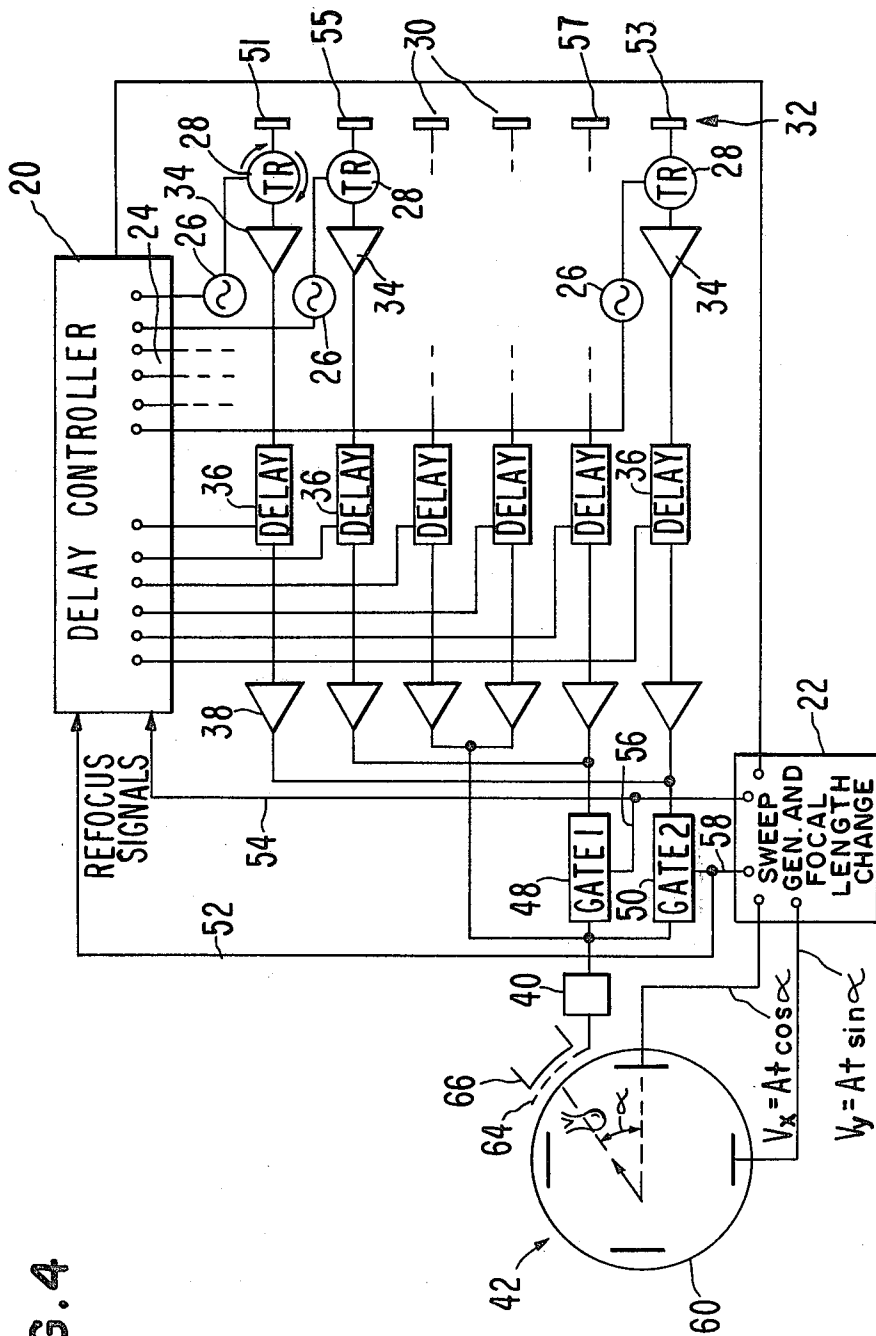 20
DELAY CONTROLLER
24
26
28
34
TR
51
26
28
34
TR
55
30
57
26
34
28
TR
53
32
36
DELAY
36
DELAY
DELAY
DELAY
DELAY
36
DELAY
38
REFOCUS
SIGNALS
54
52
56
48
GATE 1
50
GATE 2
58
22
SWEEP
GEN. AND
FOCAL
LENGTH
CHANGE
40
66
64
α
42
60
Vx = At cos α
Vy = At sin α
G.4